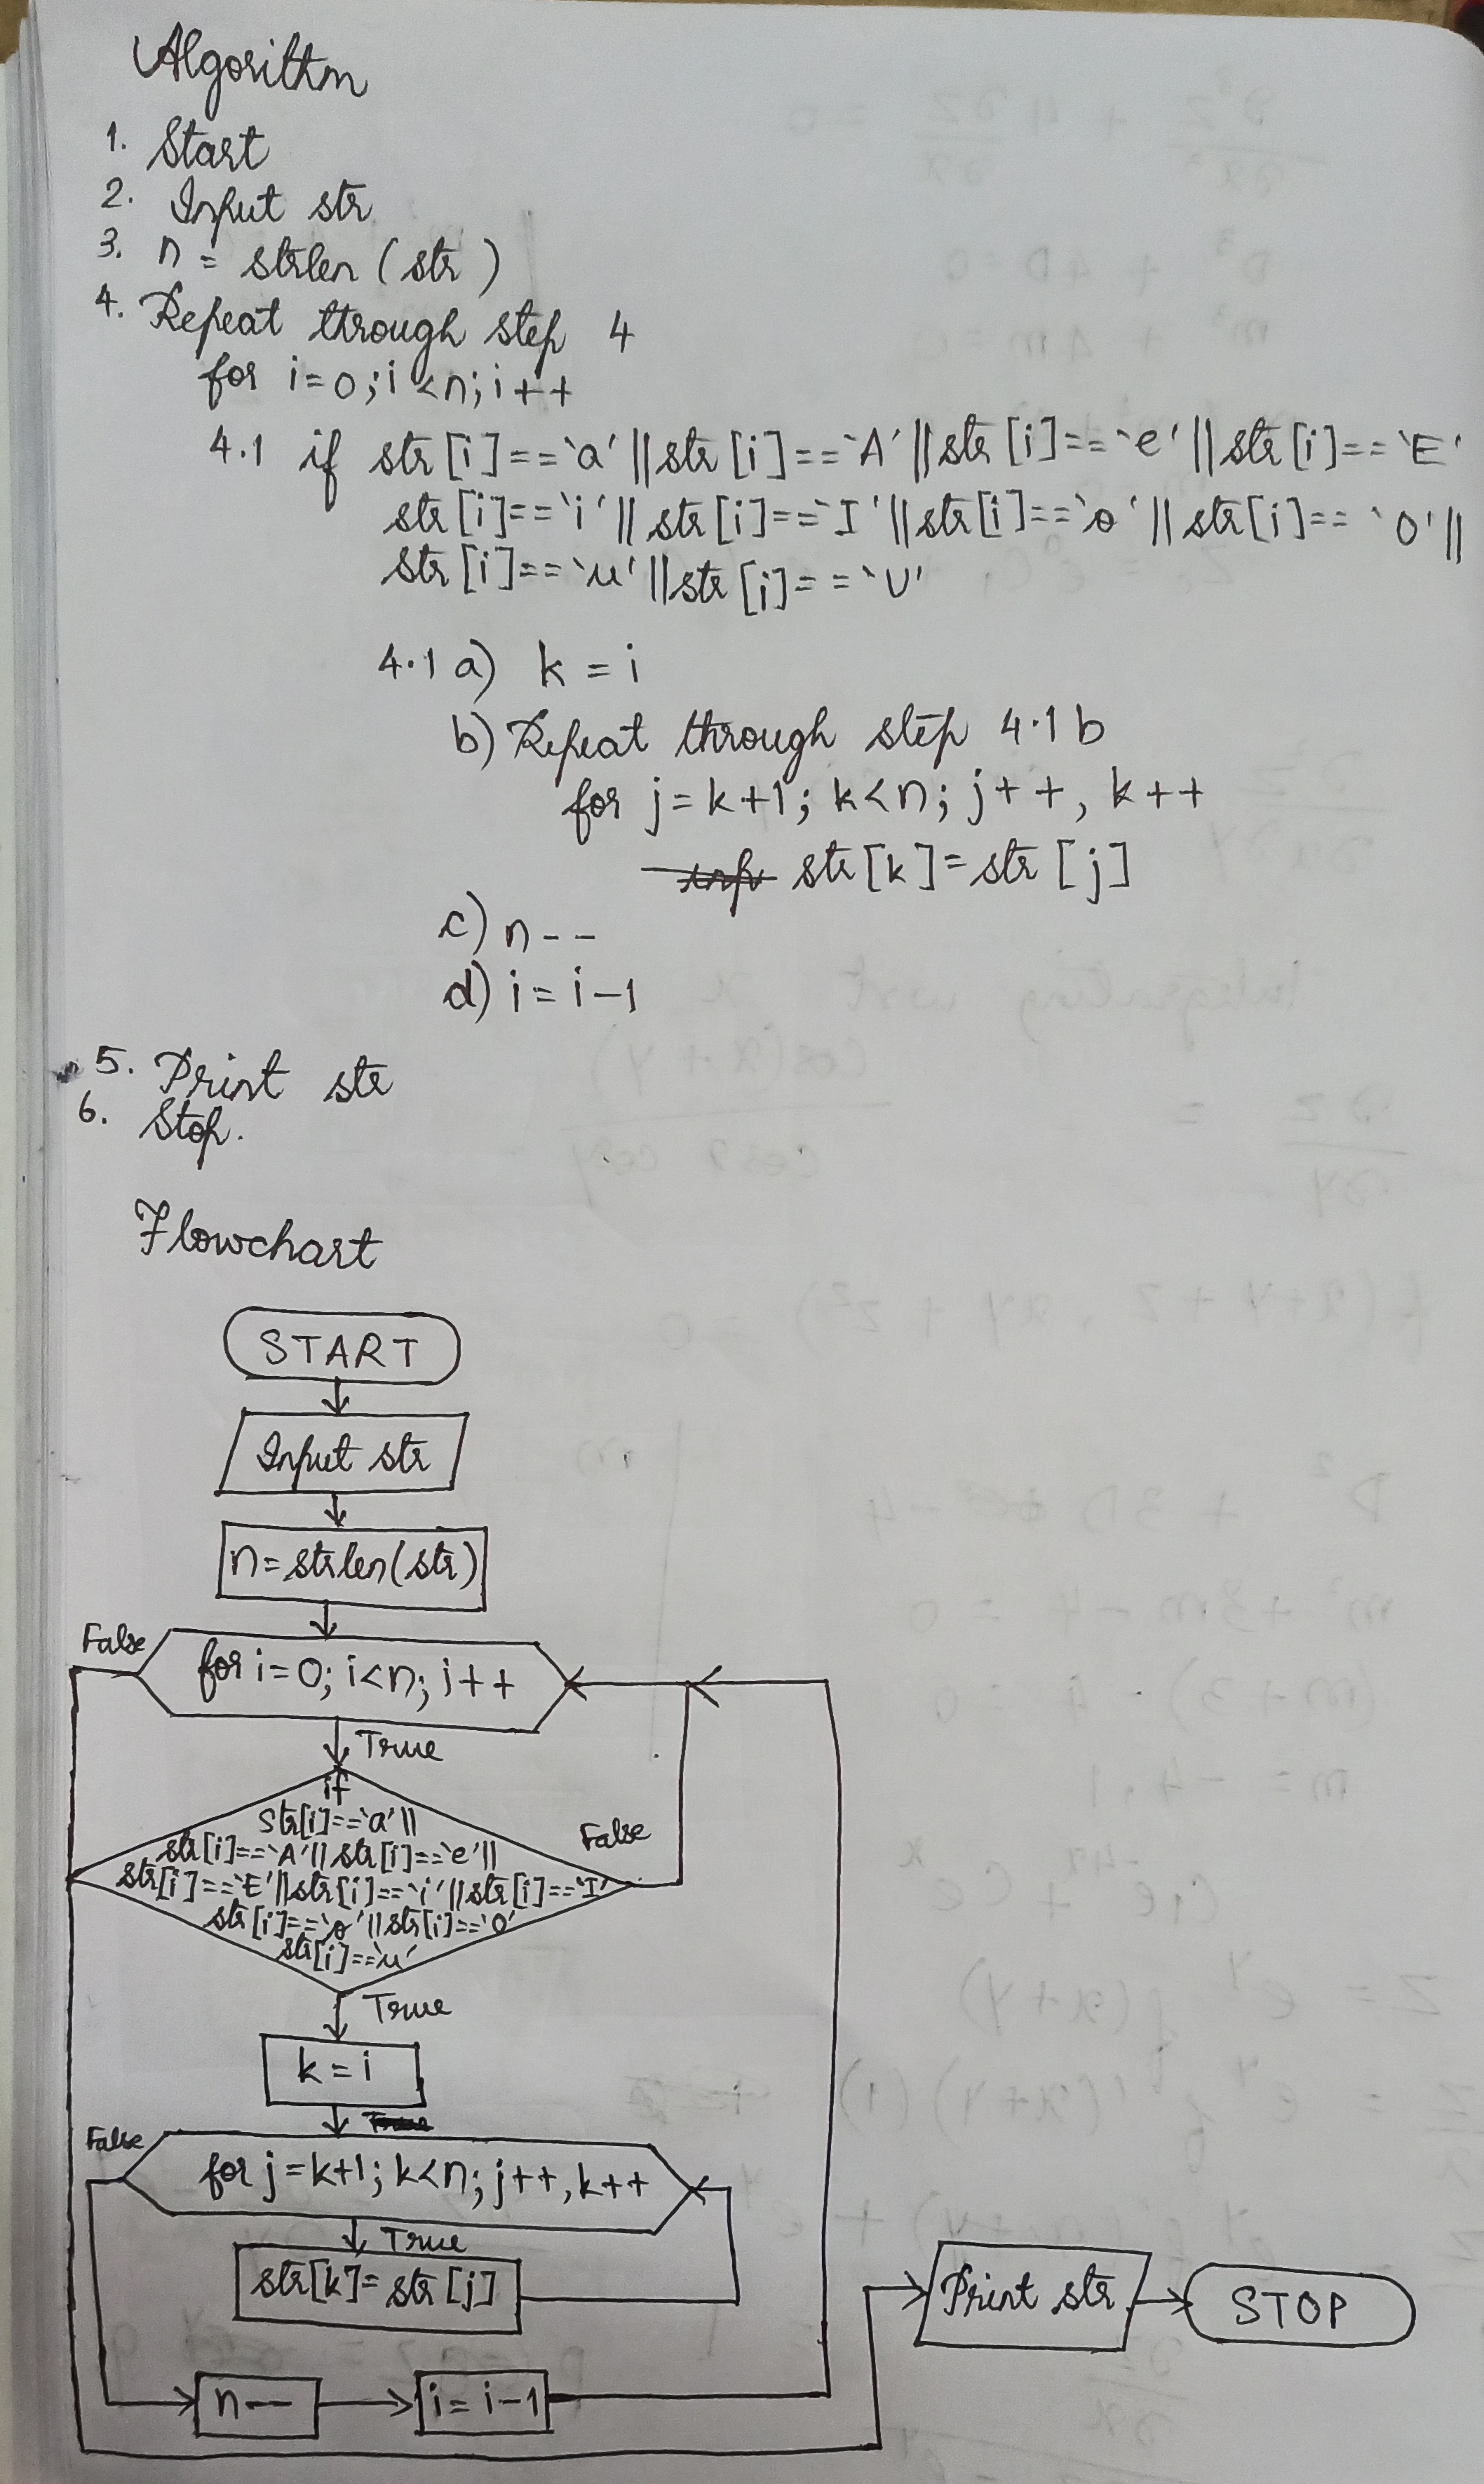 Algorithm
1. Start
2. Input str
3. n = strlen (str)
4. Repeat through step 4
for i=0; i<n; i++
4.1 if str[i]==`a' || str[i]==`A' || str[i]==`e' || str[i]==`E'
str[i]==`i' || str[i]==`I' || str[i]==`o' || str[i]==`O' ||
str[i]==`u' || str[i]==`U'
4.1 a) k = i
b) Repeat through step 4.1 b
for j=k+1; k<n; j++, k++
str[k]=str[j]
c) n--
d) i=i-1
5. Print str
6. Stop.
Flowchart
START
Input str
n=strlen(str)
False
for i=0; i<n; i++
True
if
str[i]==`a' ||
str[i]==`A' || str[i]==`e' ||
False
str[i]==`E' || str[i]==`i' || str[i]==`I'
str[i]==`o' || str[i]==`O'
str[i]==`u'
True
k=i
False
for j=k+1; k<n; j++, k++
True
str[k]=str[j]
Print str
STOP
n--
i=i-1